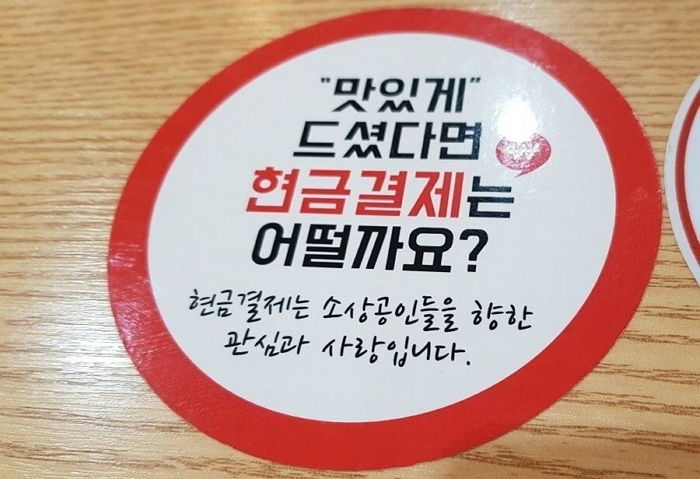 "맛있게"
드셨다면
현금결제는
어떨까요?
현금결제는 소상공인들을 향한
관심과 사랑입니다.